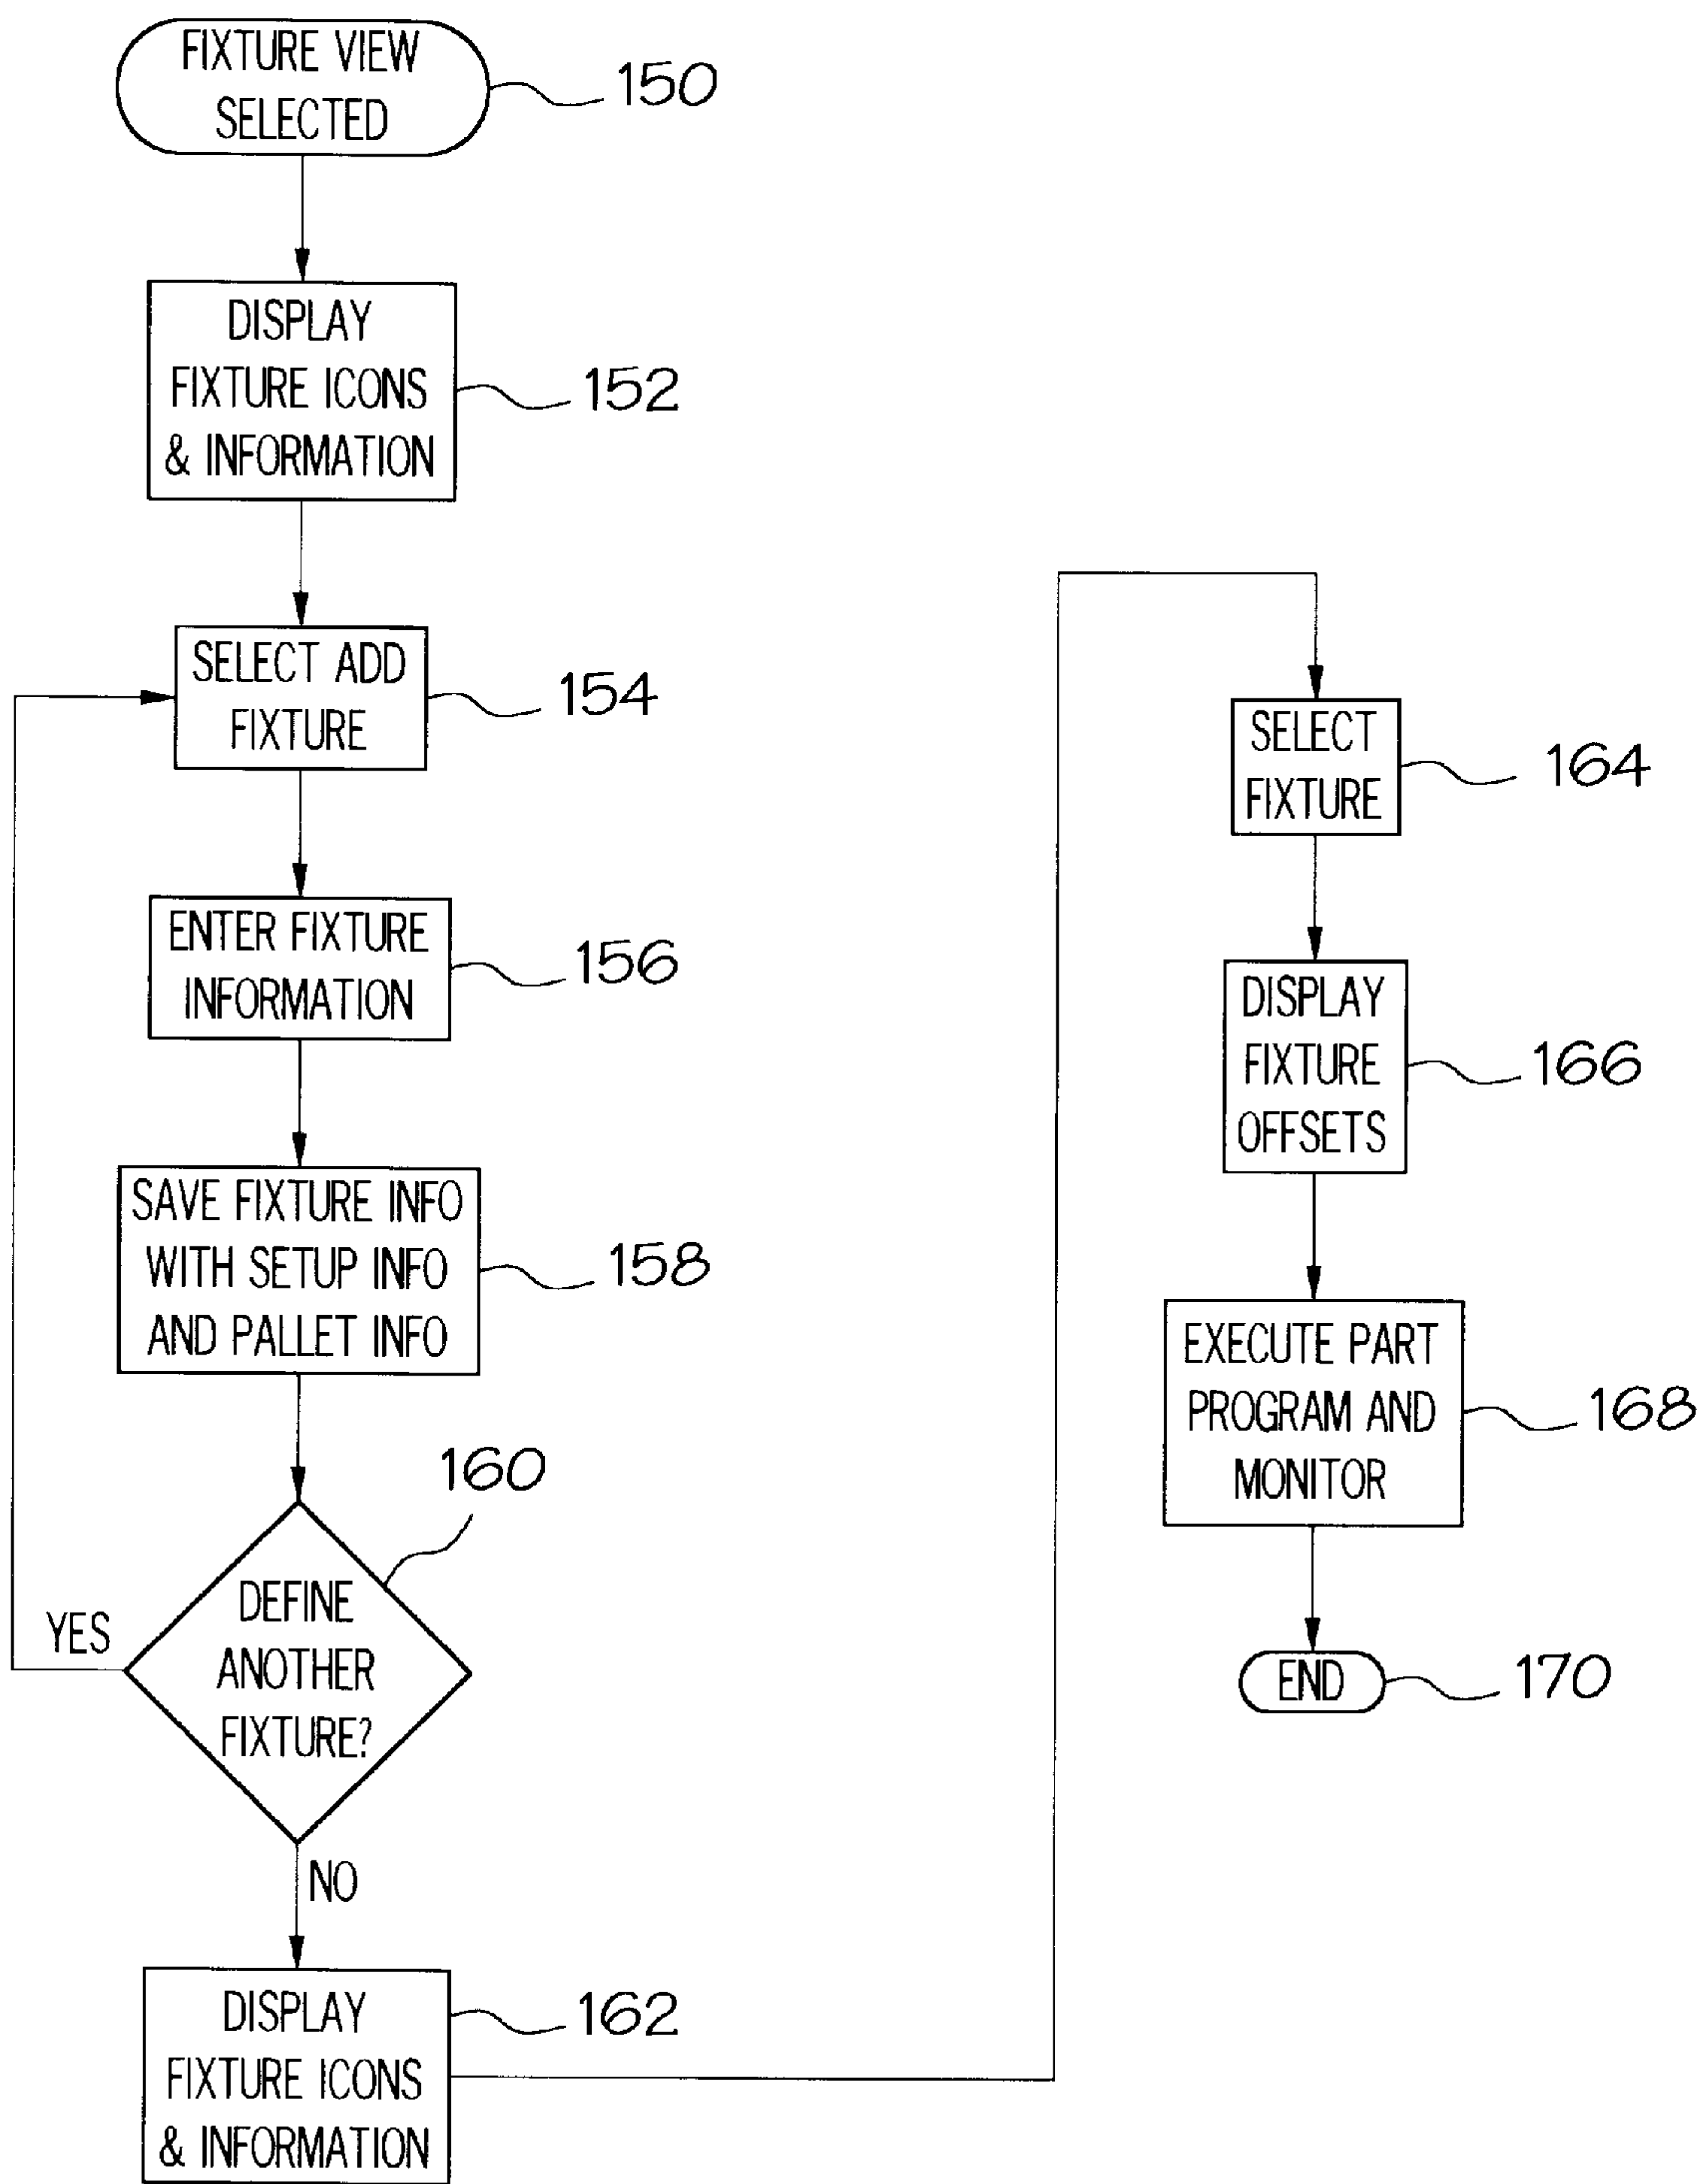 FIXTURE VIEW
SELECTED
150
DISPLAY
FIXTURE ICONS
& INFORMATION
152
SELECT ADD
FIXTURE
154
ENTER FIXTURE
INFORMATION
156
SAVE FIXTURE INFO
WITH SETUP INFO
AND PALLET INFO
158
160
DEFINE
ANOTHER
FIXTURE?
YES
NO
DISPLAY
FIXTURE ICONS
& INFORMATION
162
SELECT
FIXTURE
164
DISPLAY
FIXTURE
OFFSETS
166
EXECUTE PART
PROGRAM AND
MONITOR
168
END
170